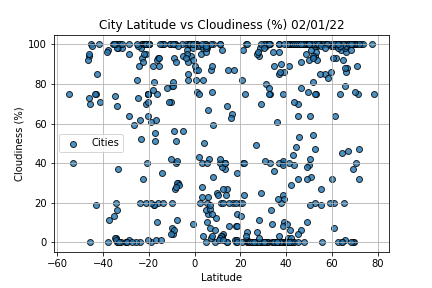 City Latitude vs Cloudiness (%) 02/01/22
100
80
60
40
20
0
Cloudiness (%)
Cities
−60 −40 −20 0 20 40 60 80
Latitude